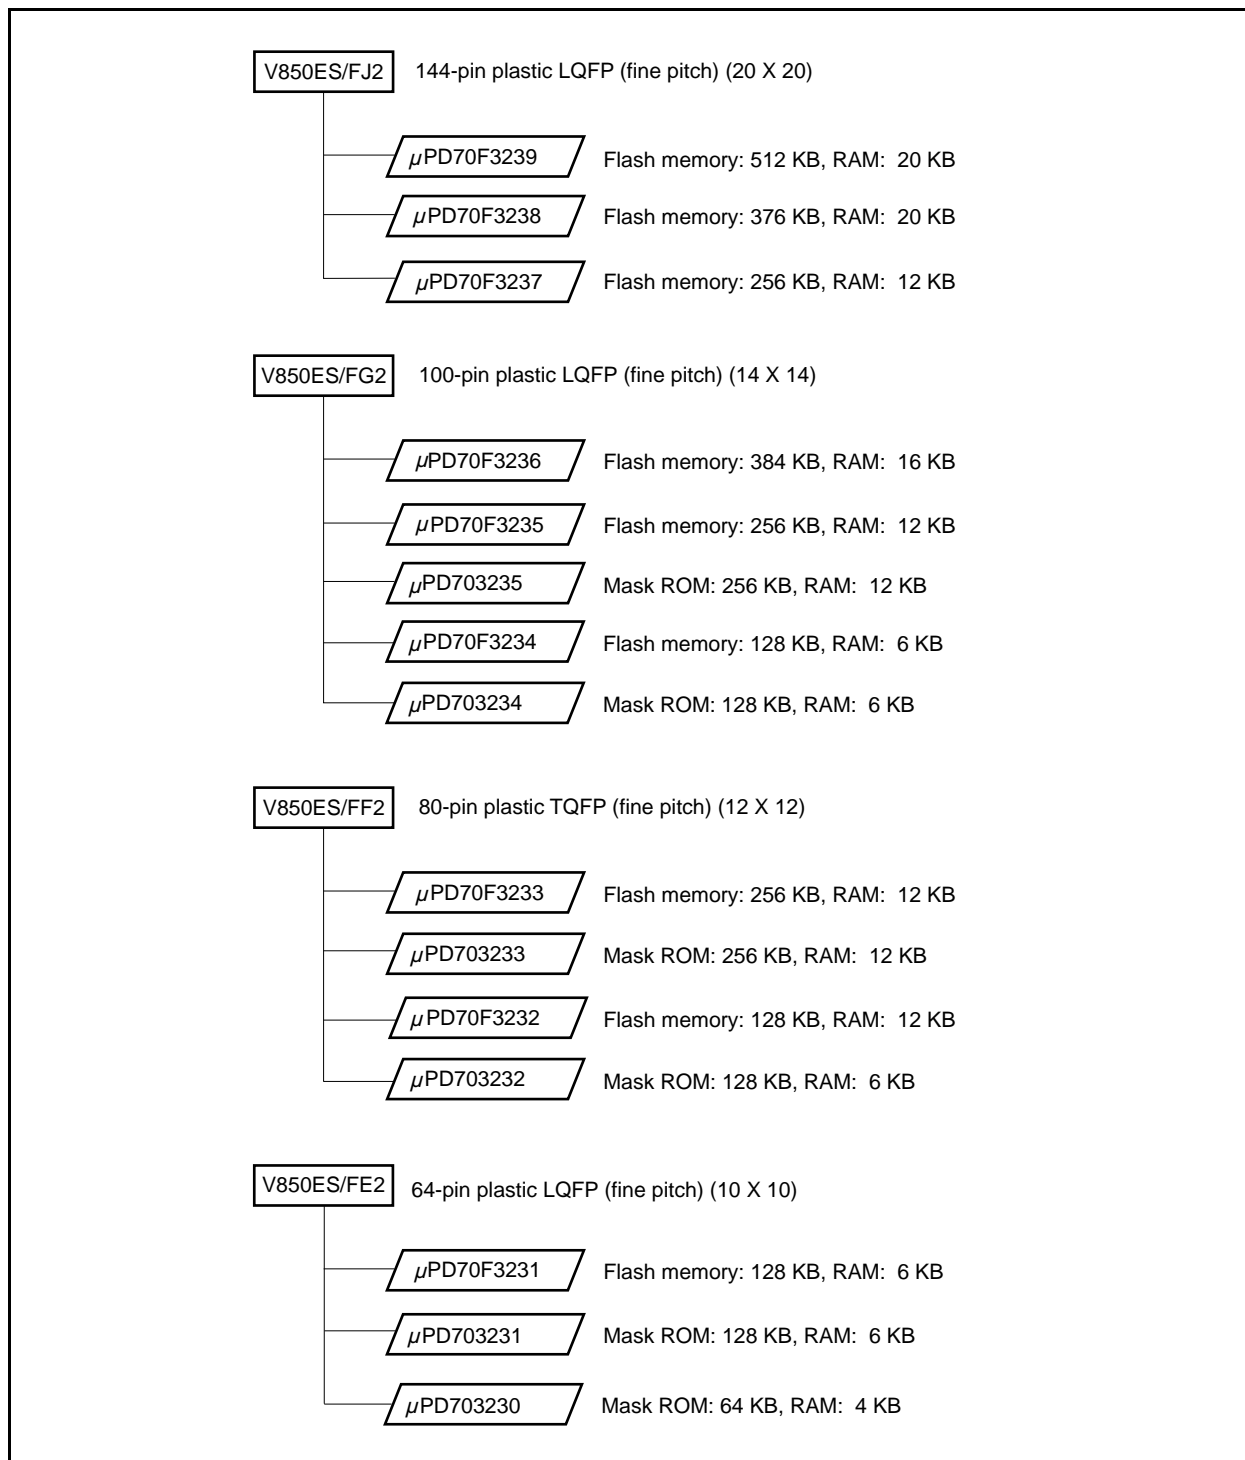 V850ES/FJ2 144-pin plastic LQFP (fine pitch) (20 X 20)
μPD70F3239 Flash memory: 512 KB, RAM: 20 KB
μPD70F3238 Flash memory: 376 KB, RAM: 20 KB
μPD70F3237 Flash memory: 256 KB, RAM: 12 KB
V850ES/FG2 100-pin plastic LQFP (fine pitch) (14 X 14)
μPD70F3236 Flash memory: 384 KB, RAM: 16 KB
μPD70F3235 Flash memory: 256 KB, RAM: 12 KB
μPD703235 Mask ROM: 256 KB, RAM: 12 KB
μPD70F3234 Flash memory: 128 KB, RAM: 6 KB
μPD703234 Mask ROM: 128 KB, RAM: 6 KB
V850ES/FF2 80-pin plastic TQFP (fine pitch) (12 X 12)
μPD70F3233 Flash memory: 256 KB, RAM: 12 KB
μPD703233 Mask ROM: 256 KB, RAM: 12 KB
μPD70F3232 Flash memory: 128 KB, RAM: 12 KB
μPD703232 Mask ROM: 128 KB, RAM: 6 KB
V850ES/FE2 64-pin plastic LQFP (fine pitch) (10 X 10)
μPD70F3231 Flash memory: 128 KB, RAM: 6 KB
μPD703231 Mask ROM: 128 KB, RAM: 6 KB
μPD703230 Mask ROM: 64 KB, RAM: 4 KB